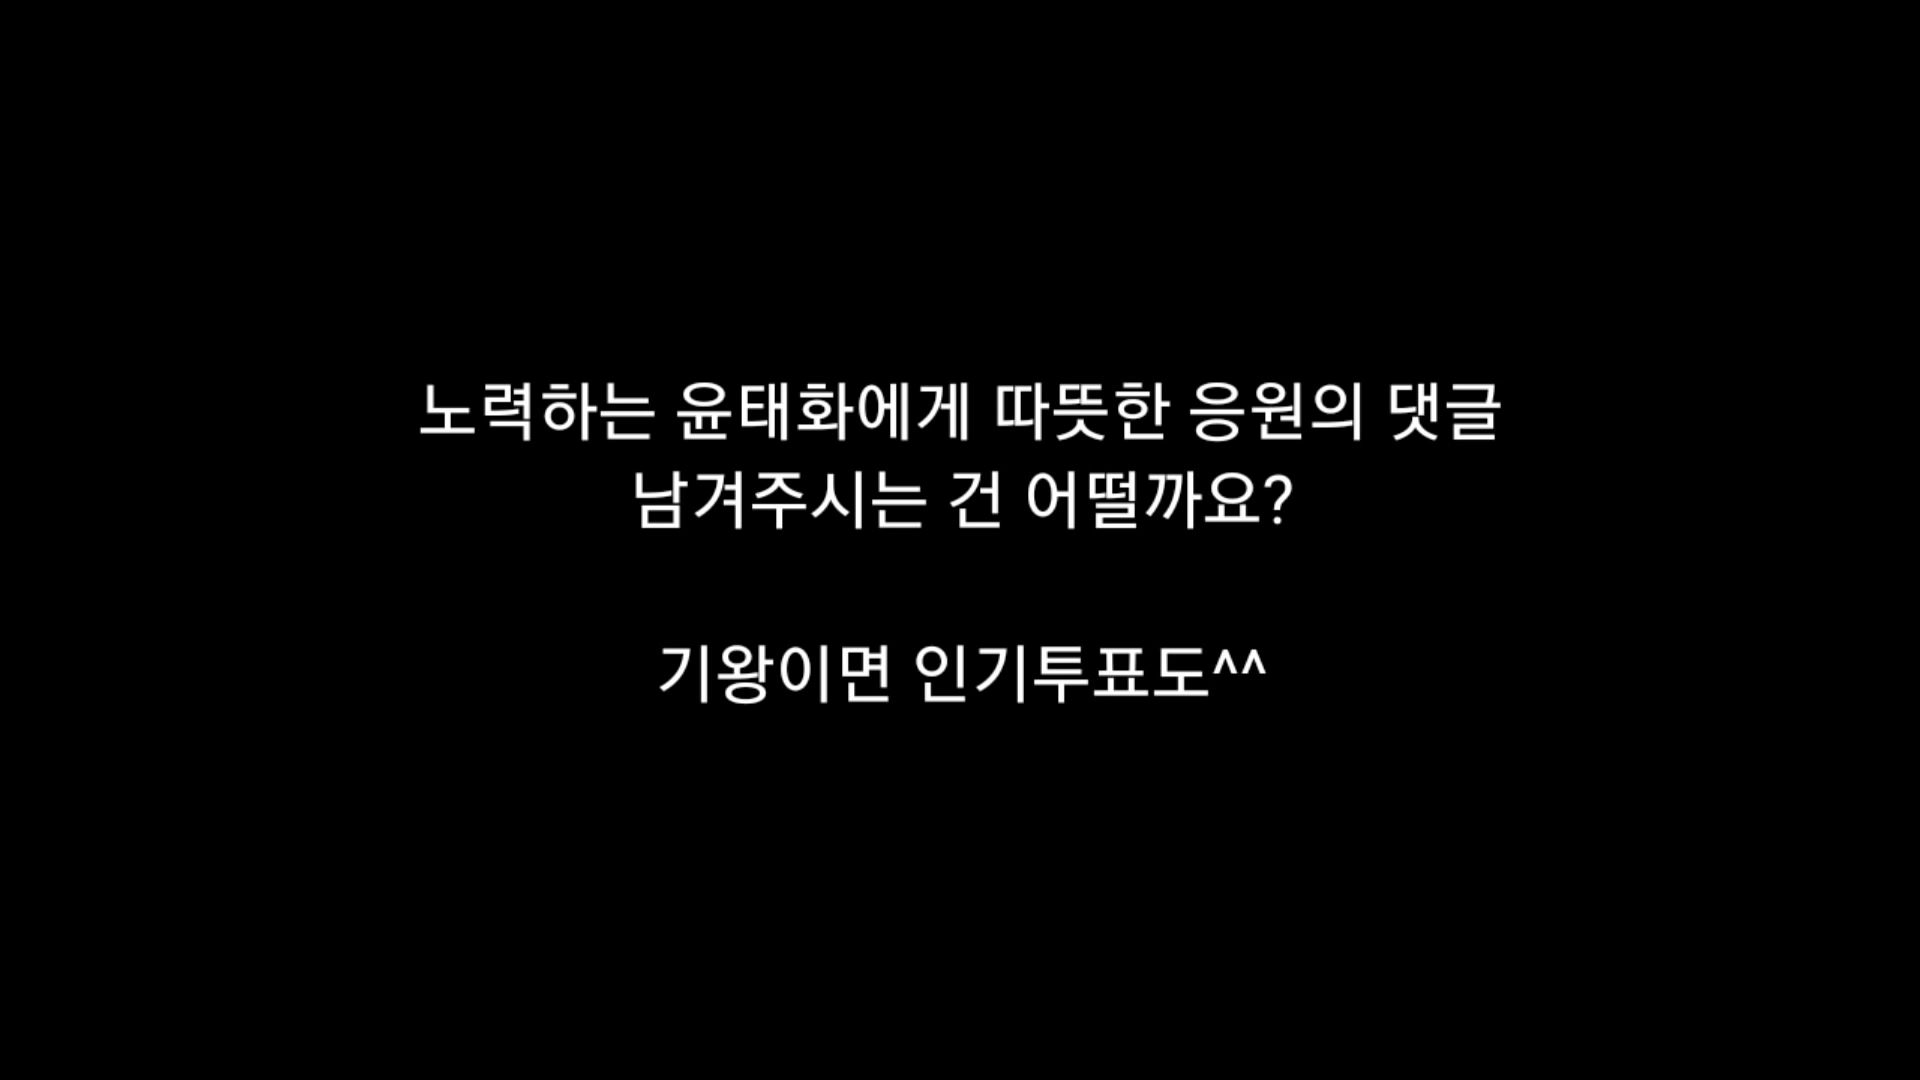 노력하는 윤태화에게 따뜻한 응원의 댓글
남겨주시는 건 어떨까요?
기왕이면 인기투표도^^